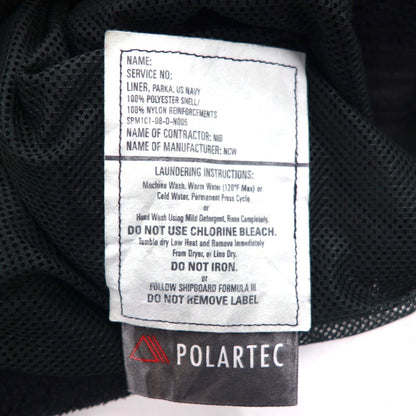 NAME:
SERVICE NO:
LINER, PARKA, US NAVY
100% POLYESTER SHELL/
100% NYLON REINFORCEMENTS
SPM1C1-08-D-N005
NAME OF CONTRACTOR: NIB
NAME OF MANUFACTURER: NCW
LAUNDERING INSTRUCTIONS:
Machine Wash, Warm Water (120°F Max) or
Cold Water, Permanent Press Cycle
or
Hand Wash Using Mild Detergent, Rinse Completely.
DO NOT USE CHLORINE BLEACH.
Tumble dry Low Heat and Remove Immediately
From Dryer, or Line Dry.
DO NOT IRON.
or
FOLLOW SHIPBOARD FORMULA III
DO NOT REMOVE LABEL
POLARTEC